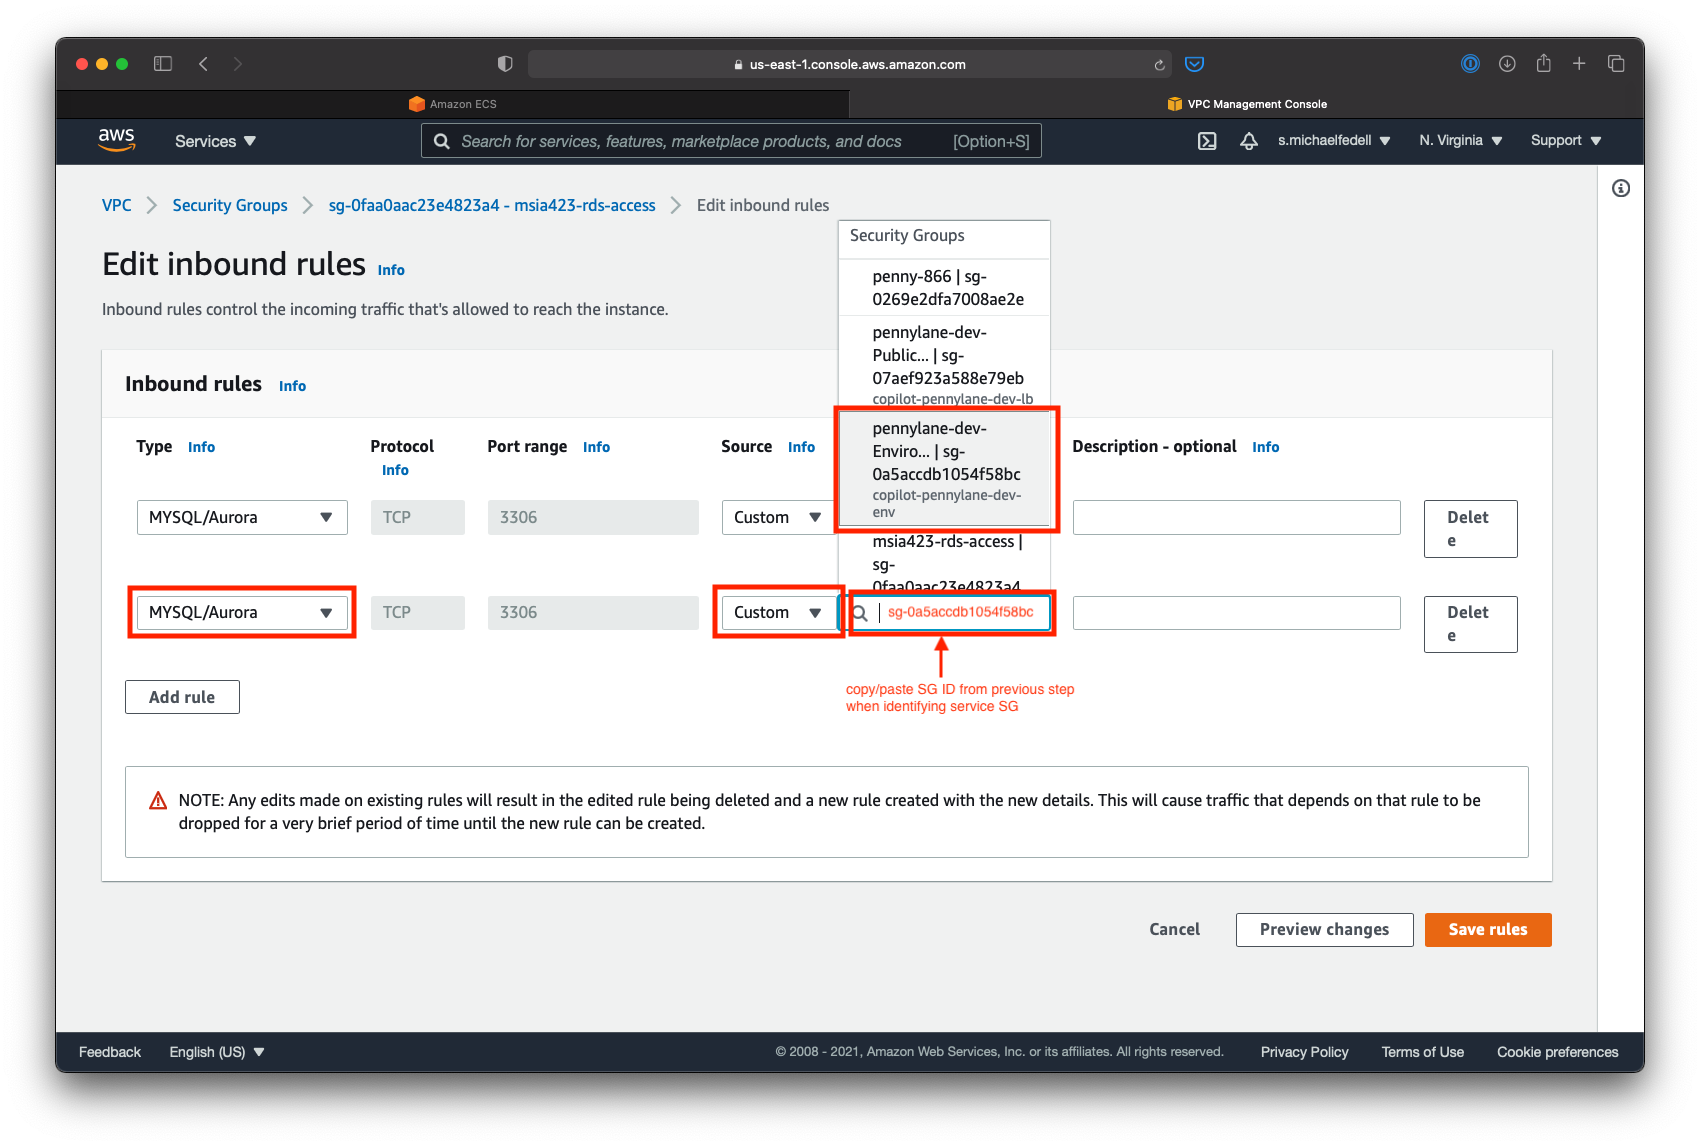 us-east-1.console.aws.amazon.com
Amazon ECS
VPC Management Console
aws
Services
Search for services, features, marketplace products, and docs
[Option+S]
s.michaelfedell
N. Virginia
Support
VPC
Security Groups
sg-0faa0aac23e4823a4 - msia423-rds-access
Edit inbound rules
Edit inbound rules
Info
Inbound rules control the incoming traffic that's allowed to reach the instance.
Security Groups
penny-866 | sg-
0269e2dfa7008ae2e
pennylane-dev-
Public... | sg-
07aef923a588e79eb
copilot-pennylane-dev-lb
pennylane-dev-
Enviro... | sg-
0a5accdb1054f58bc
copilot-pennylane-dev-
env
msia423-rds-access |
sg-
0faa0aac23e4823a4
Inbound rules
Info
Type
Info
Protocol
Info
Port range
Info
Source
Info
Description - optional
Info
MYSQL/Aurora
TCP
3306
Custom
Delet
e
MYSQL/Aurora
TCP
3306
Custom
sg-0a5accdb1054f58bc
Delet
e
copy/paste SG ID from previous step
when identifying service SG
Add rule
NOTE: Any edits made on existing rules will result in the edited rule being deleted and a new rule created with the new details. This will cause traffic that depends on that rule to be
dropped for a very brief period of time until the new rule can be created.
Cancel
Preview changes
Save rules
Feedback
English (US)
© 2008 - 2021, Amazon Web Services, Inc. or its affiliates. All rights reserved.
Privacy Policy
Terms of Use
Cookie preferences